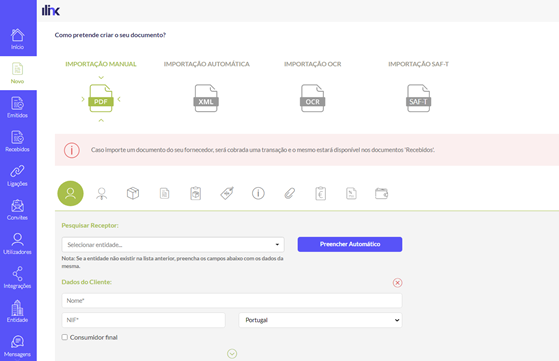 ilink
Início
Novo
Emitidos
Recebidos
Ligações
Convites
Utilizadores
Integrações
Entidade
Mensagens
Como pretende criar o seu documento?
IMPORTAÇÃO MANUAL
IMPORTAÇÃO AUTOMÁTICA
IMPORTAÇÃO OCR
IMPORTAÇÃO SAF-T
PDF
XML
OCR
SAF-T
Caso importe um documento do seu fornecedor, será cobrada uma transação e o mesmo estará disponível nos documentos 'Recebidos'.
Pesquisar Receptor:
Selecionar entidade...
Preencher Automático
Nota: Se a entidade não existir na lista anterior, preencha os campos abaixo com os dados da
mesma.
Dados do Cliente:
Nome*
NIF*
Portugal
Consumidor final